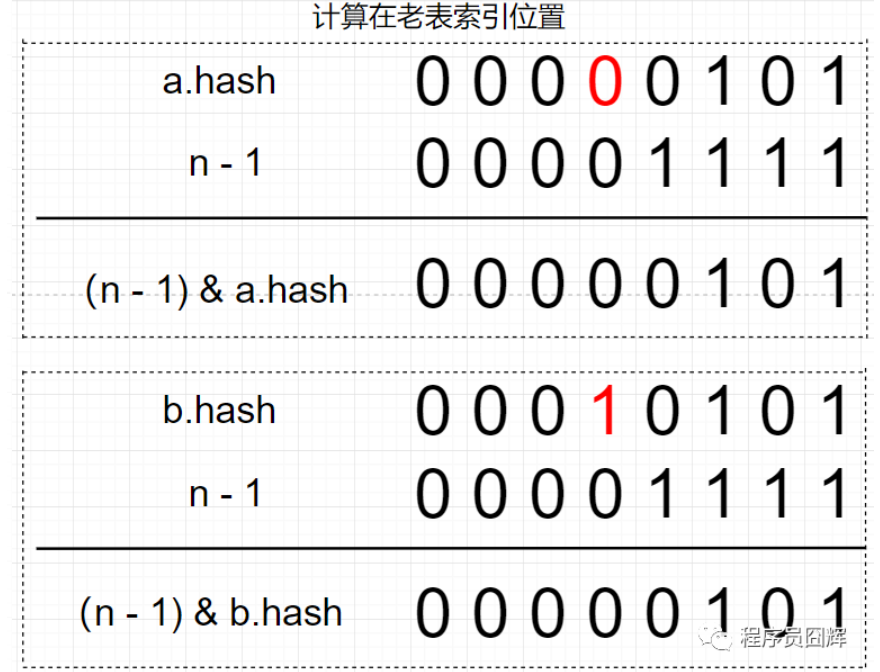 计算在老表索引位置
a.hash 0 0 0 0 0 1 0 1
n - 1 0 0 0 0 1 1 1 1
(n - 1) & a.hash 0 0 0 0 0 1 0 1
b.hash 0 0 0 1 0 1 0 1
n - 1 0 0 0 0 1 1 1 1
(n - 1) & b.hash 0 0 0 0 0 1 0 1
程序员囧辉